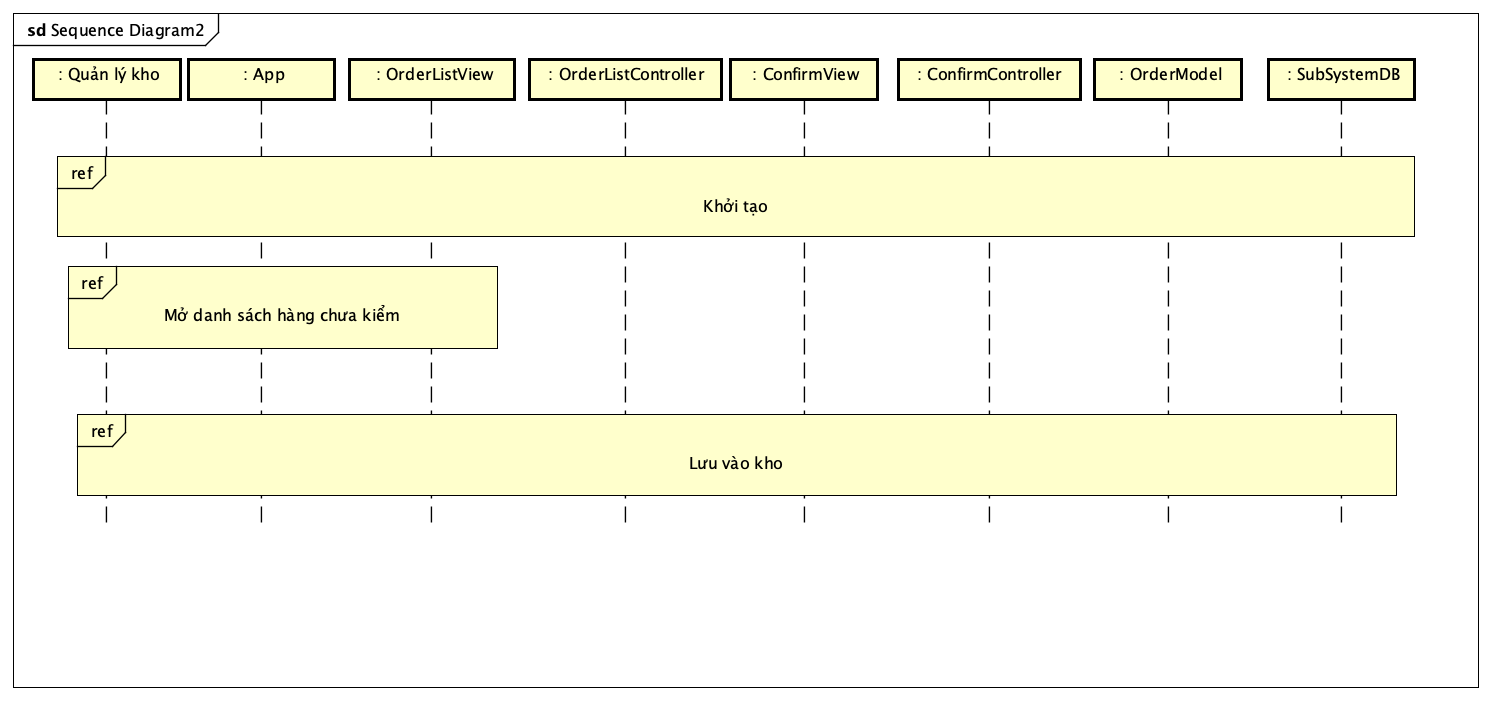 sd Sequence Diagram2
: Quản lý kho
: App
: OrderListView
: OrderListController
: ConfirmView
: ConfirmController
: OrderModel
: SubSystemDB
ref
Khởi tạo
ref
Mở danh sách hàng chưa kiểm
ref
Lưu vào kho